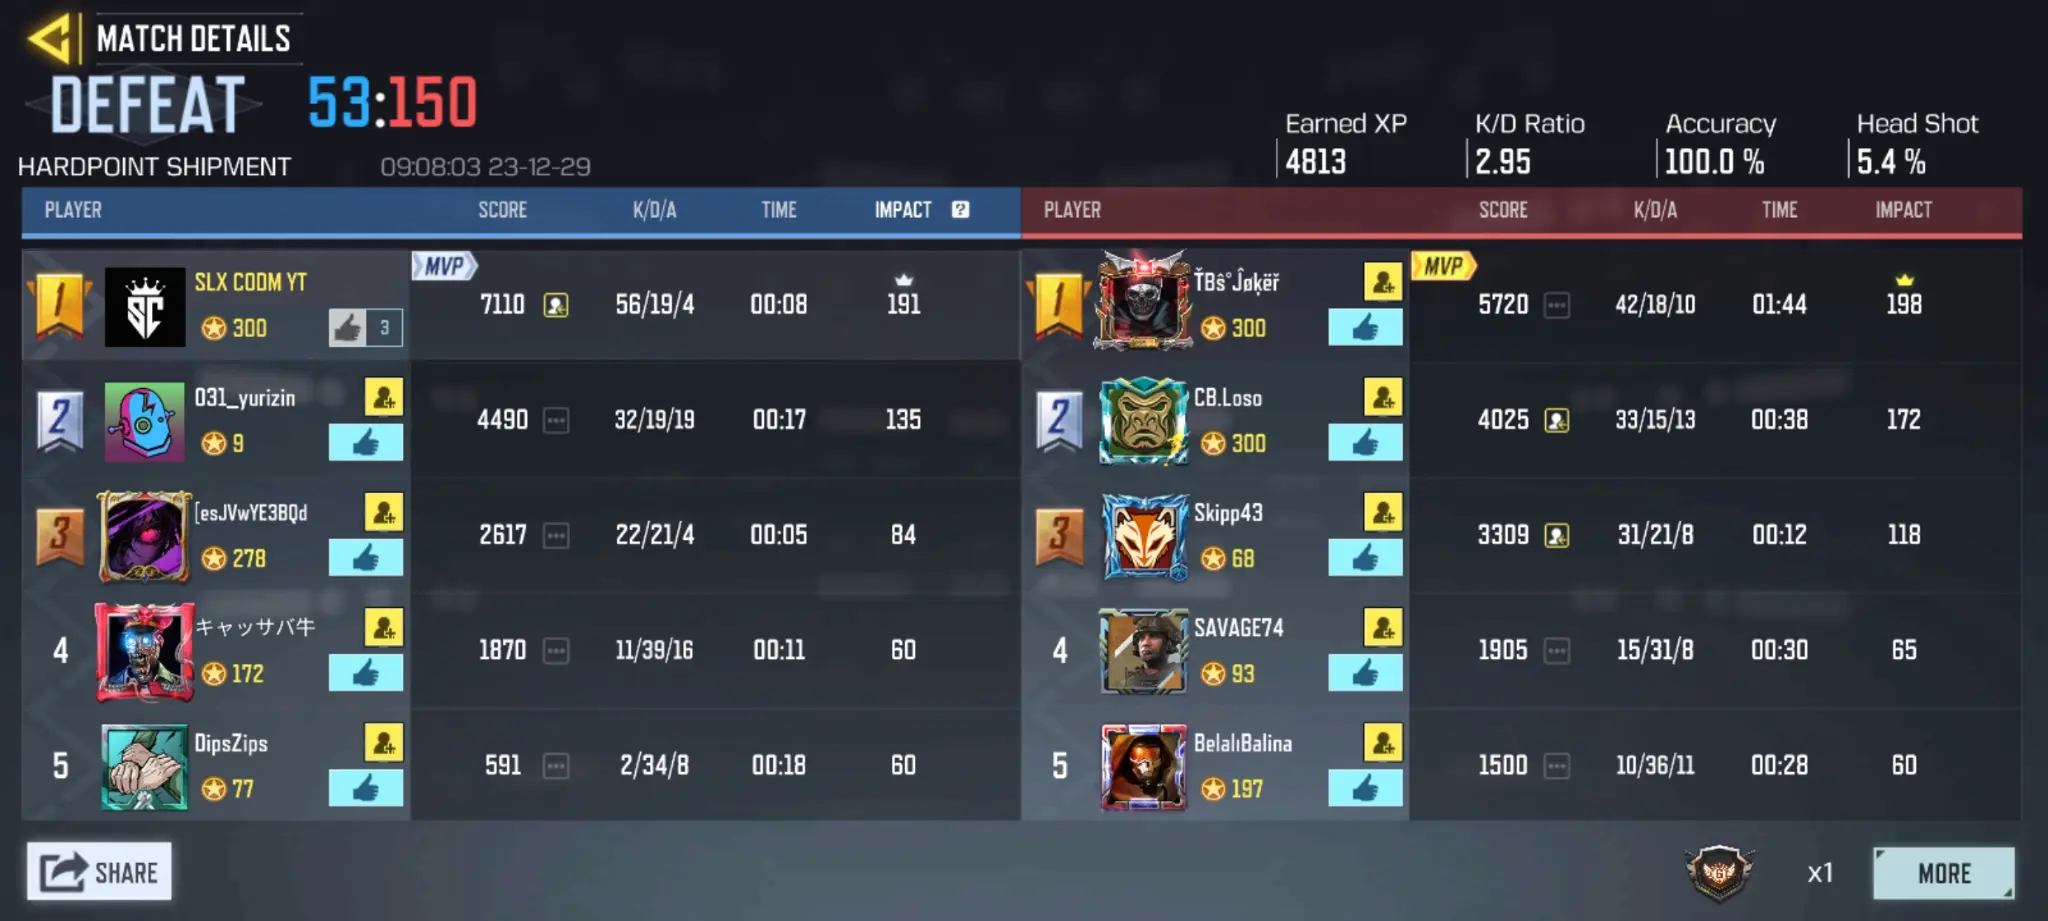 MATCH DETAILS
DEFEAT 53:150
HARDPOINT SHIPMENT 09:08:03 23-12-29
Earned XP K/D Ratio Accuracy Head Shot
4813 2.95 100.0 % 5.4 %
PLAYER SCORE K/D/A TIME IMPACT ?
1 SC SLX CODM YT 300 3 MVP 7110 56/19/4 00:08 191
2 031_yurizin 9 4490 32/19/19 00:17 135
3 [esJVwYE3BQd 278 2617 22/21/4 00:05 84
4 キャッサバ牛 172 1870 11/39/16 00:11 60
5 DipsZips 77 591 2/34/8 00:18 60
PLAYER SCORE K/D/A TIME IMPACT
1 ŤBŝ°Ĵøķëř 300 MVP 5720 42/18/10 01:44 198
2 CB.Loso 300 4025 33/15/13 00:38 172
3 Skipp43 68 3309 31/21/8 00:12 118
4 SAVAGE74 93 1905 15/31/8 00:30 65
5 BelalıBalina 197 1500 10/36/11 00:28 60
SHARE
x1 MORE